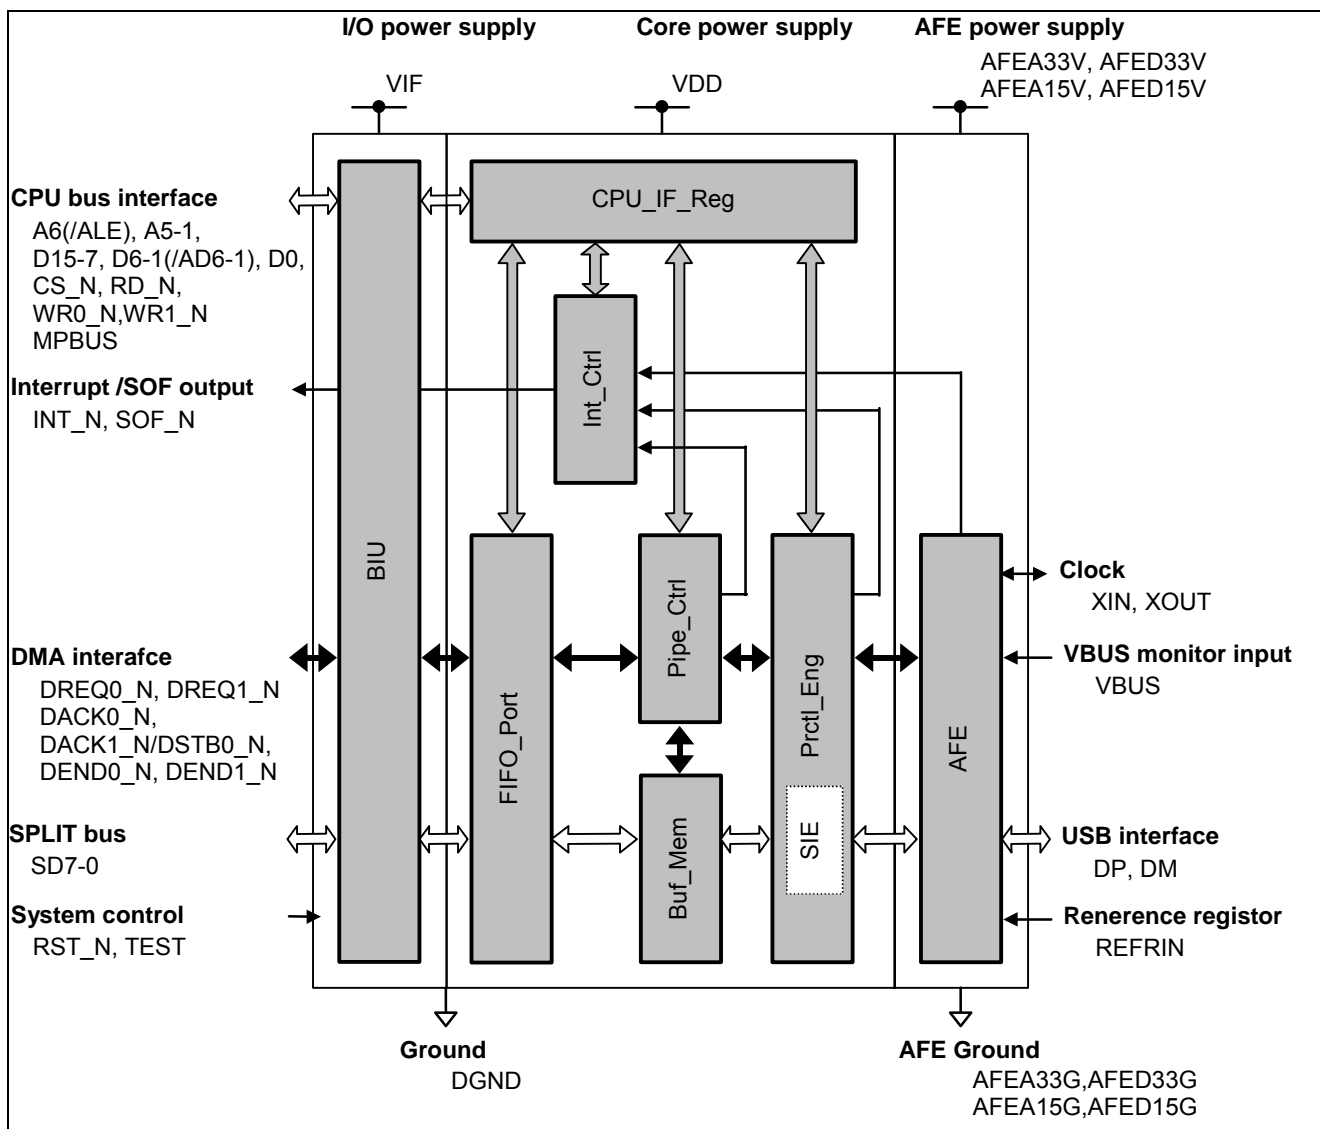 I/O power supply
Core power supply
AFE power supply
VIF
VDD
AFEA33V, AFED33V
AFEA15V, AFED15V
CPU bus interface
A6(/ALE), A5-1,
D15-7, D6-1(/AD6-1), D0,
CS_N, RD_N,
WR0_N,WR1_N
MPBUS
CPU_IF_Reg
Int_Ctrl
Interrupt /SOF output
INT_N, SOF_N
BIU
FIFO_Port
Pipe_Ctrl
Prctl_Eng
AFE
Buf_Mem
SIE
DMA interafce
DREQ0_N, DREQ1_N
DACK0_N,
DACK1_N/DSTB0_N,
DEND0_N, DEND1_N
SPLIT bus
SD7-0
System control
RST_N, TEST
Clock
XIN, XOUT
VBUS monitor input
VBUS
USB interface
DP, DM
Renerence registor
REFRIN
Ground
DGND
AFE Ground
AFEA33G,AFED33G
AFEA15G,AFED15G